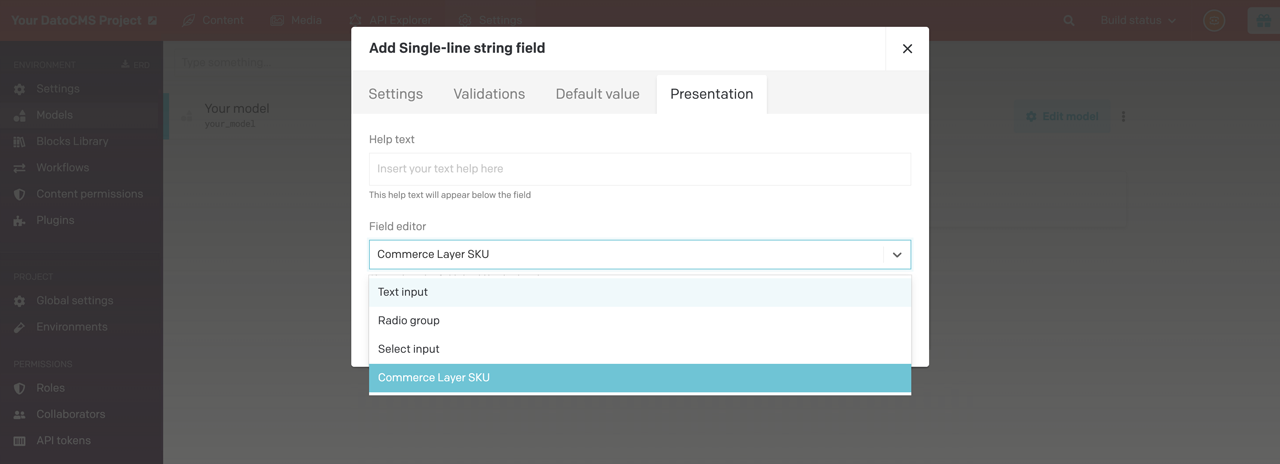 Your DatoCMS Project
Content
Media
API Explorer
Settings
Build status
Add Single-line string field
Settings
Validations
Default value
Presentation
Help text
Insert your text help here
This help text will appear below the field
Field editor
Commerce Layer SKU
Text input
Radio group
Select input
Commerce Layer SKU
ENVIRONMENT
Settings
Models
Blocks Library
Workflows
Content permissions
Plugins
PROJECT
Global settings
Environments
PERMISSIONS
Roles
Collaborators
API tokens
Type something...
Your model
your_model
Edit model